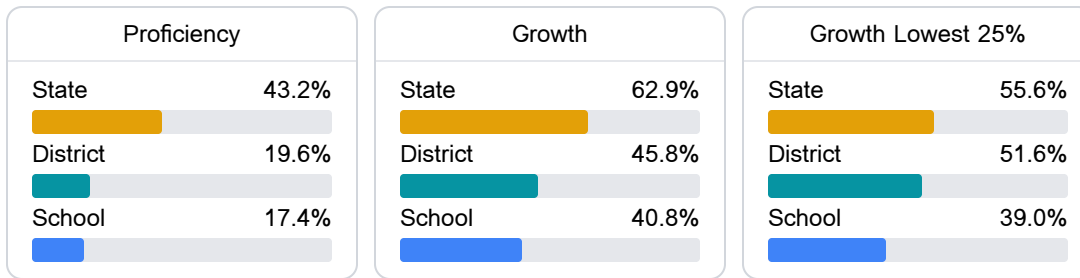 Proficiency
State 43.2%
District 19.6%
School 17.4%
Growth
State 62.9%
District 45.8%
School 40.8%
Growth Lowest 25%
State 55.6%
District 51.6%
School 39.0%